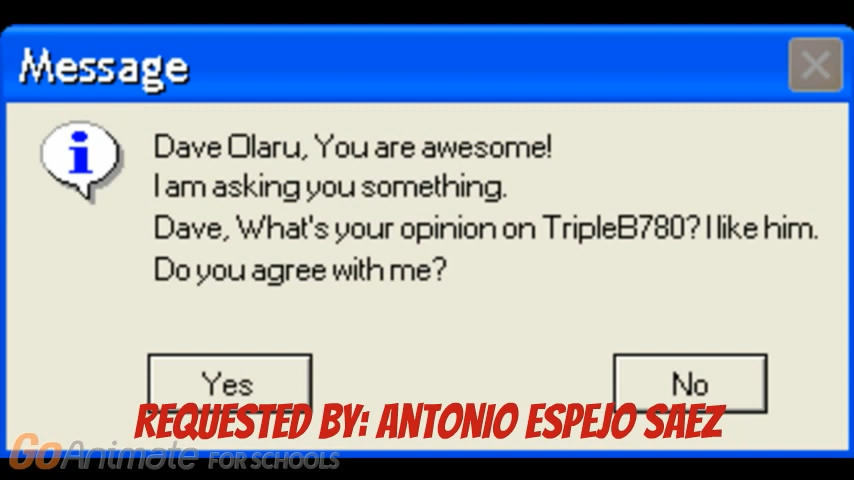 Message
Dave Olaru, You are awesome!
I am asking you something.
Dave, What's your opinion on TripleB780? I like him.
Do you agree with me?
Yes No
REQUESTED BY: ANTONIO ESPEJO SAEZ
GoAnimate FOR SCHOOLS